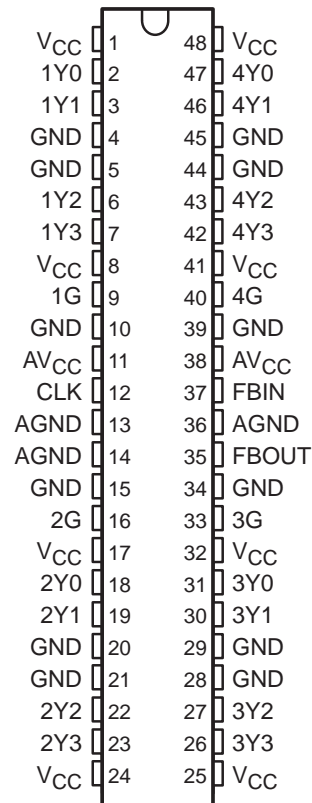 VCC 1 48 VCC
1Y0 2 47 4Y0
1Y1 3 46 4Y1
GND 4 45 GND
GND 5 44 GND
1Y2 6 43 4Y2
1Y3 7 42 4Y3
VCC 8 41 VCC
1G 9 40 4G
GND 10 39 GND
AVCC 11 38 AVCC
CLK 12 37 FBIN
AGND 13 36 AGND
AGND 14 35 FBOUT
GND 15 34 GND
2G 16 33 3G
VCC 17 32 VCC
2Y0 18 31 3Y0
2Y1 19 30 3Y1
GND 20 29 GND
GND 21 28 GND
2Y2 22 27 3Y2
2Y3 23 26 3Y3
VCC 24 25 VCC